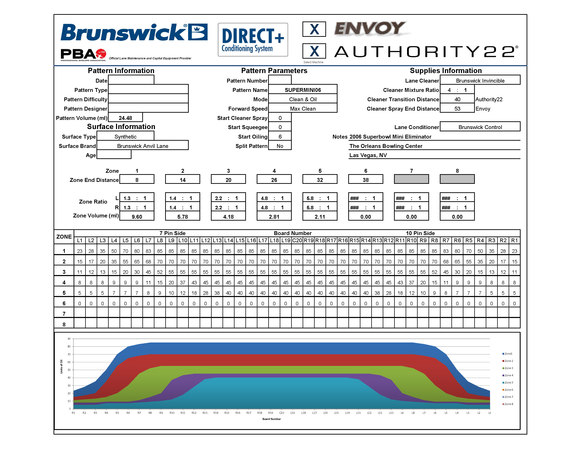 Brunswick DIRECT+ Conditioning System X ENVOY
PBA Official Lane Maintenance and Capital Equipment Provider X AUTHORITY22
Pattern Information Pattern Parameters Supplies Information
Date Pattern Number Lane Cleaner Brunswick Invincible
Pattern Type Pattern Name SUPERMINI06 Cleaner Mixture Ratio 4 : 1
Pattern Difficulty Mode Clean & Oil Cleaner Transition Distance 40 Authority22
Pattern Designer Forward Speed Max Clean Cleaner Spray End Distance 53 Envoy
Pattern Volume (ml) 24.48 Start Cleaner Spray 0
Surface Information Start Squeegee 0 Lane Conditioner Brunswick Control
Surface Type Synthetic Start Oiling 6 Notes 2006 Superbowl Mini Eliminator
Surface Brand Brunswick Anvil Lane Split Pattern No The Orleans Bowling Center
Age Las Vegas, NV
Zone 1 2 3 4 5 6 7 8
Zone End Distance 8 14 20 26 32 38
Zone Ratio L 1.3 : 1 1.4 : 1 2.2 : 1 4.8 : 1 5.8 : 1 ### : 1 ### : 1 ### : 1
R 1.3 : 1 1.4 : 1 2.2 : 1 4.8 : 1 5.8 : 1 ### : 1 ### : 1 ### : 1
Zone Volume (ml) 9.60 5.78 4.18 2.81 2.11 0.00 0.00 0.00
7 Pin Side Board Number 10 Pin Side
ZONE L1 L2 L3 L4 L5 L6 L7 L8 L9 L10 L11 L12 L13 L14 L15 L16 L17 L18 L19 C20 R19 R18 R17 R16 R15 R14 R13 R12 R11 R10 R9 R8 R7 R6 R5 R4 R3 R2 R1
1 23 28 35 50 70 80 83 85 85 85 85 85 85 85 85 85 85 85 85 85 85 85 85 85 85 85 85 85 85 85 85 85 83 80 70 50 35 28 23
2 15 17 20 35 55 65 68 70 70 70 70 70 70 70 70 70 70 70 70 70 70 70 70 70 70 70 70 70 70 70 70 70 68 65 55 35 20 17 15
3 11 12 13 15 20 30 45 52 55 55 55 55 55 55 55 55 55 55 55 55 55 55 55 55 55 55 55 55 55 55 55 52 45 30 20 15 13 12 11
4 8 8 8 9 9 9 11 15 20 37 43 45 45 45 45 45 45 45 45 45 45 45 45 45 45 45 45 45 43 37 20 15 11 9 9 9 8 8 8
5 5 5 5 7 7 7 8 9 10 12 16 28 38 40 40 40 40 40 40 40 40 40 40 40 40 40 38 28 16 12 10 9 8 7 7 7 5 5 5
6 0 0 0 0 0 0 0 0 0 0 0 0 0 0 0 0 0 0 0 0 0 0 0 0 0 0 0 0 0 0 0 0 0 0 0 0 0 0 0
7
8
Board Number